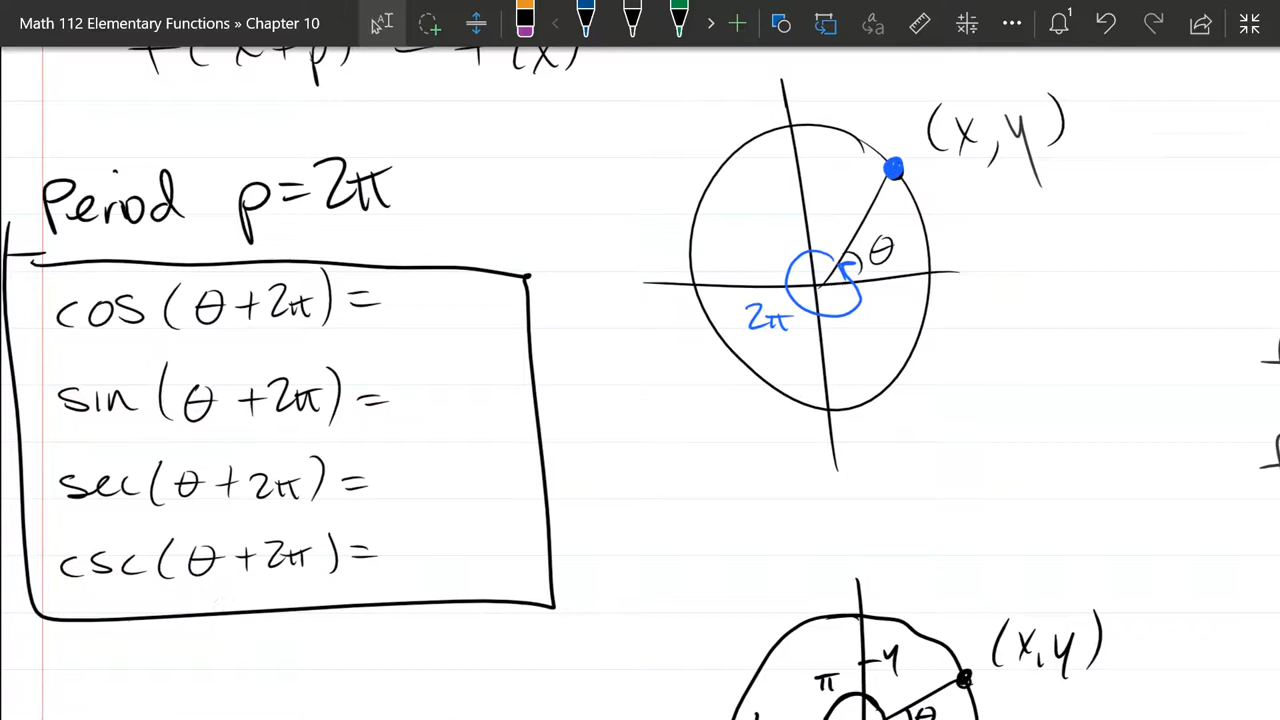 Math 112 Elementary Functions » Chapter 10
f(x+p) = f(x)
(x,y)
Period p=2π
θ
2π
cos(θ+2π)=
sin(θ+2π)=
sec(θ+2π)=
csc(θ+2π)=
(x,y)
y
π
θ